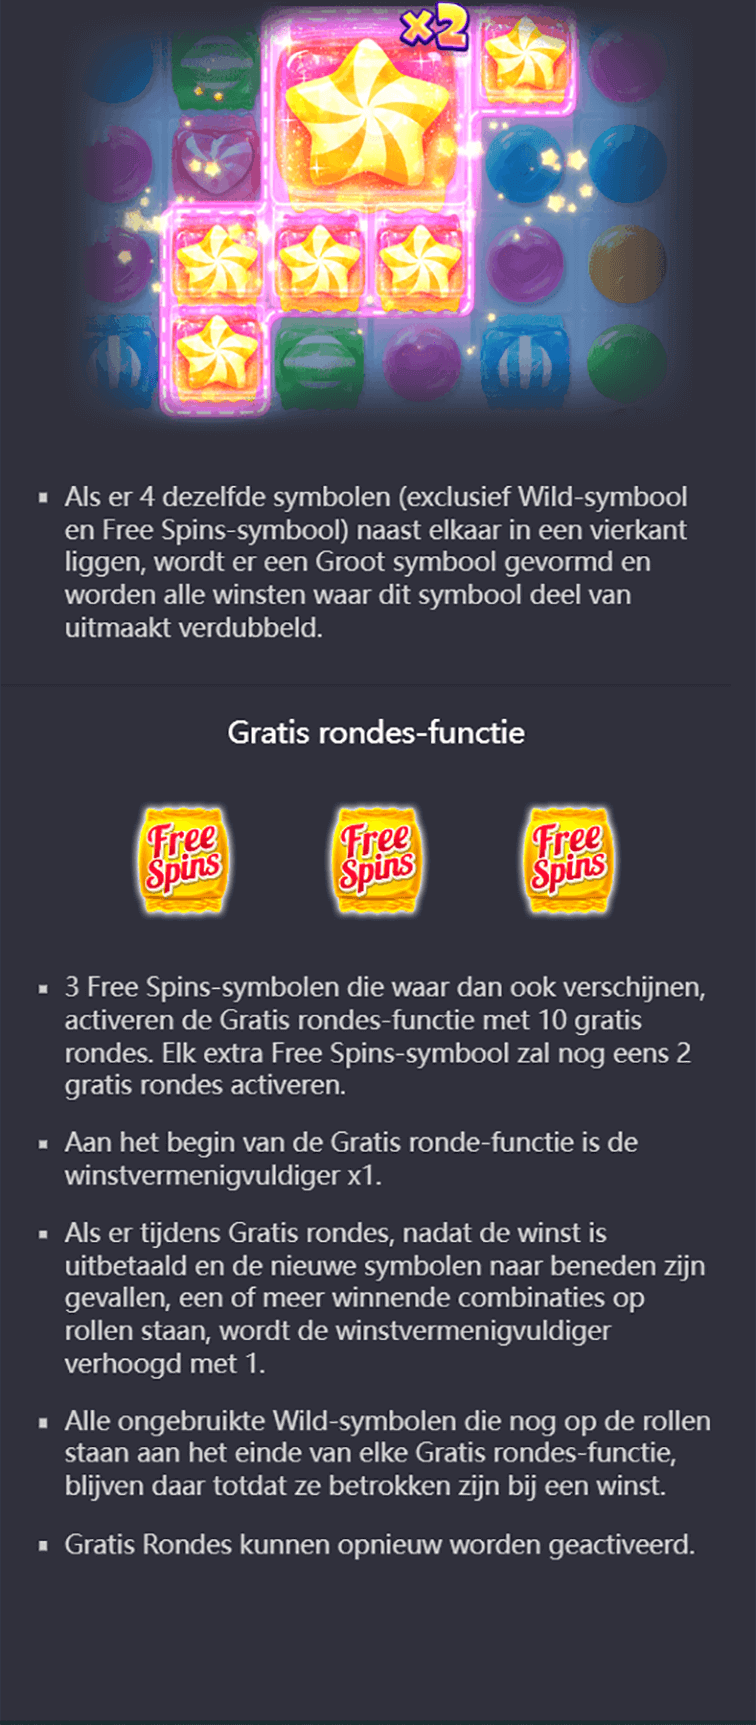 x2
Als er 4 dezelfde symbolen (exclusief Wild-symbool
en Free Spins-symbool) naast elkaar in een vierkant
liggen, wordt er een Groot symbool gevormd en
worden alle winsten waar dit symbool deel van
uitmaakt verdubbeld.
Gratis rondes-functie
Free Spins
Free Spins
Free Spins
3 Free Spins-symbolen die waar dan ook verschijnen,
activeren de Gratis rondes-functie met 10 gratis
rondes. Elk extra Free Spins-symbool zal nog eens 2
gratis rondes activeren.
Aan het begin van de Gratis ronde-functie is de
winstvermenigvuldiger x1.
Als er tijdens Gratis rondes, nadat de winst is
uitbetaald en de nieuwe symbolen naar beneden zijn
gevallen, een of meer winnende combinaties op
rollen staan, wordt de winstvermenigvuldiger
verhoogd met 1.
Alle ongebruikte Wild-symbolen die nog op de rollen
staan aan het einde van elke Gratis rondes-functie,
blijven daar totdat ze betrokken zijn bij een winst.
Gratis Rondes kunnen opnieuw worden geactiveerd.